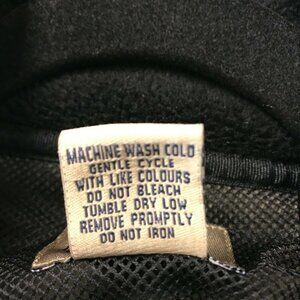 MACHINE WASH COLD
GENTLE CYCLE
WITH LIKE COLOURS
DO NOT BLEACH
TUMBLE DRY LOW
REMOVE PROMPTLY
DO NOT IRON